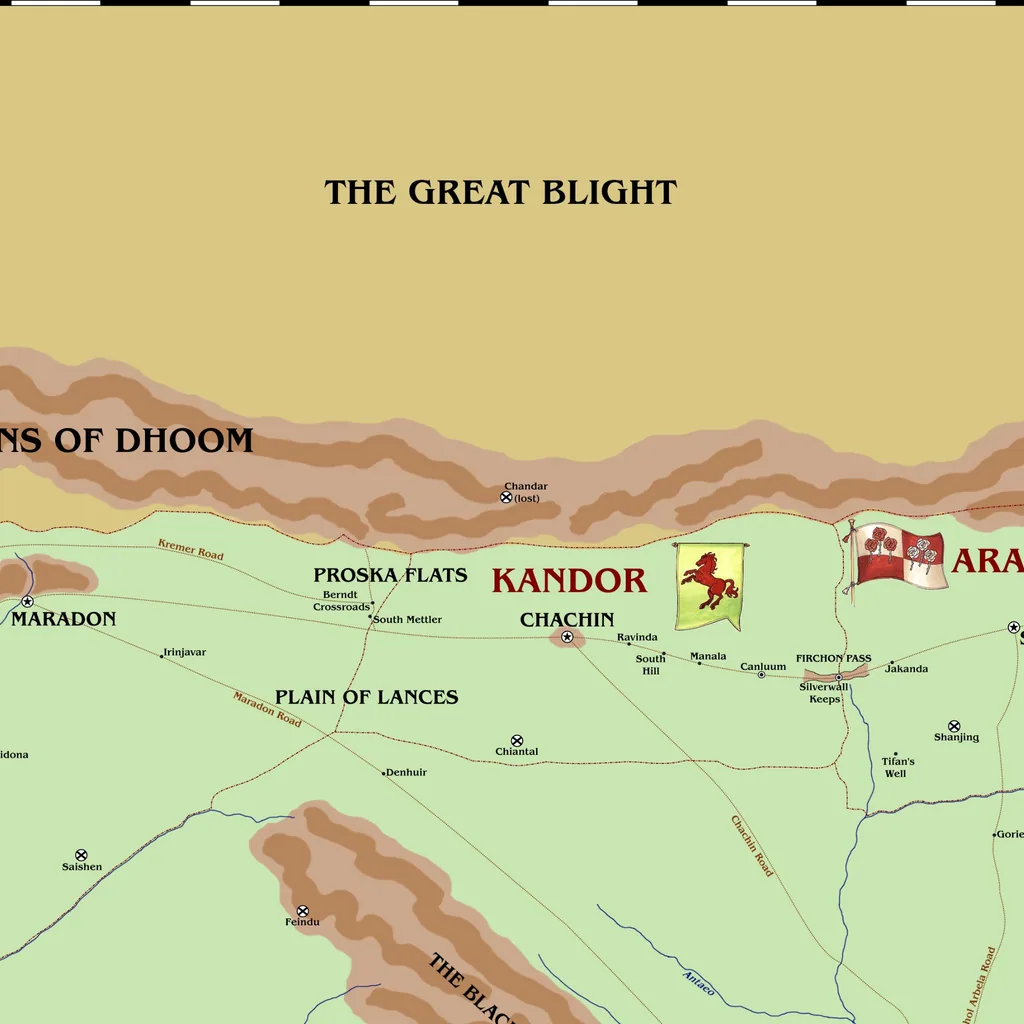 THE GREAT BLIGHT
NS OF DHOOM
Chandar
(lost)
Kremer Road
PROSKA FLATS
KANDOR
ARA
Berndt
Crossroads
South Mettler
MARADON
CHACHIN
Ravinda
South
Hill
Manala
Canluum
FIRCHON PASS
Silverwall
Keeps
Jakanda
S
Irinjavar
Maradon Road
PLAIN OF LANCES
Chiantal
Shanjing
Tifan's
Well
idona
Denhuir
Chachin Road
Gorie
Saishen
Feindu
THE BLAC
Antaeo
hol Arbela Road